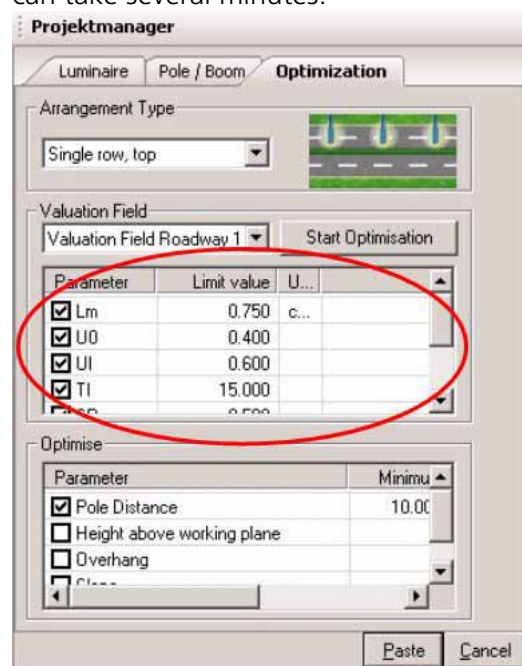 can take several minutes.
Projektmanager
Luminaire Pole / Boom Optimization
Arrangement Type
Single row, top
Valuation Field
Valuation Field Roadway 1 Start Optimisation
Parameter Limit value U...
Lm 0.750 c...
U0 0.400
UI 0.600
TI 15.000
Optimise
Parameter Minimu
Pole Distance 10.00
Height above working plane
Overhang
Paste Cancel